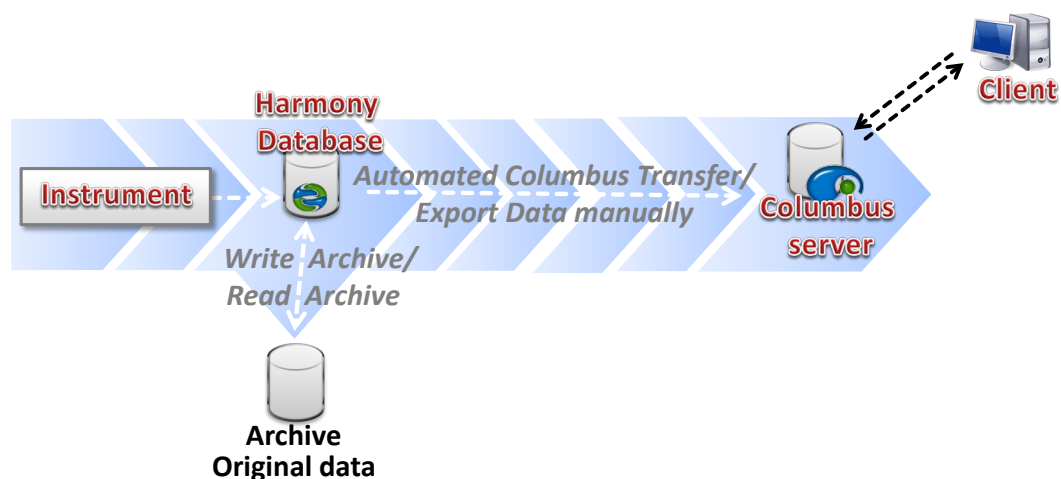 Client
Harmony
Database
Instrument
Automated Columbus Transfer/
Export Data manually
Columbus
server
Write Archive/
Read Archive
Archive
Original data